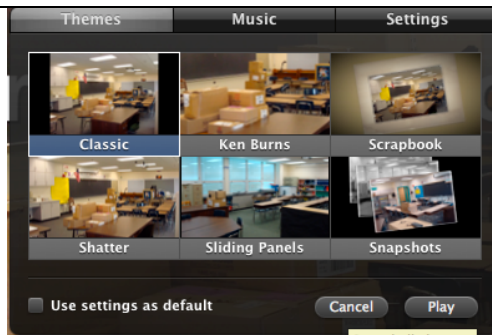 Themes Music Settings
Classic Ken Burns Scrapbook
Shatter Sliding Panels Snapshots
Use settings as default Cancel Play